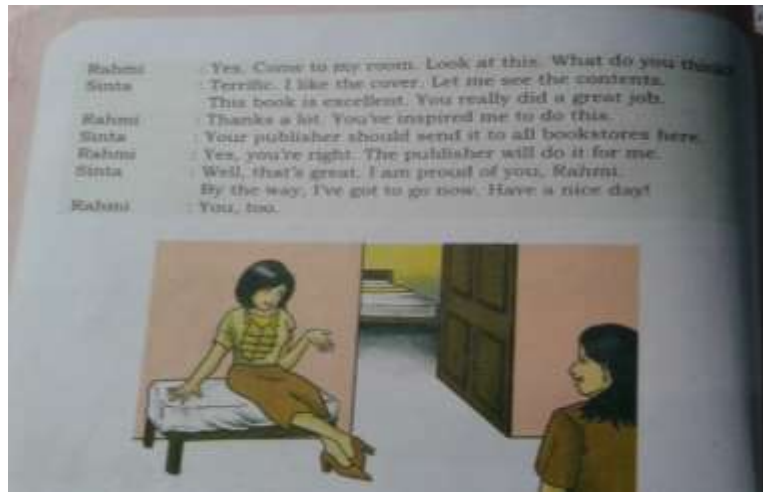 Rahmi : Yes. Come to my room. Look at this. What do you think?
Sinta : Terrific. I like the cover. Let me see the contents.
This book is excellent. You really did a great job.
Rahmi : Thanks a lot. You've inspired me to do this.
Sinta : Your publisher should send it to all bookstores here.
Rahmi : Yes, you're right. The publisher will do it for me.
Sinta : Well, that's great. I am proud of you, Rahmi.
By the way, I've got to go now. Have a nice day!
Rahmi : You, too.